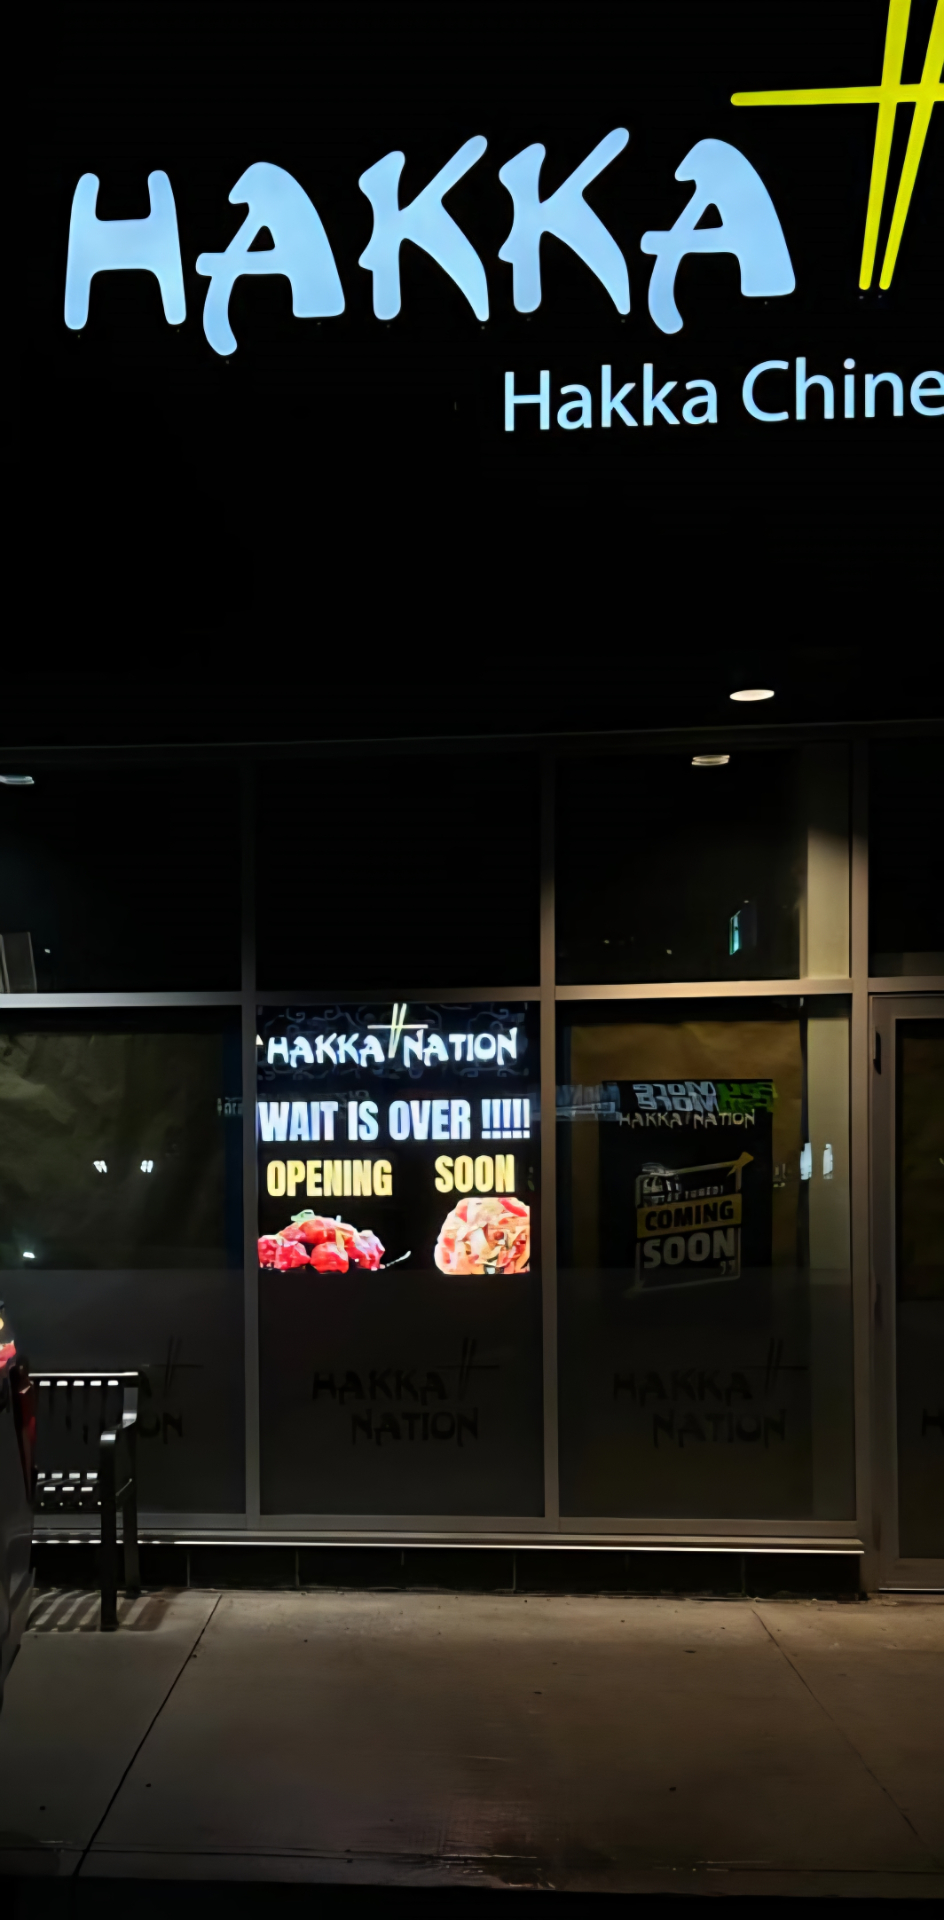 HAKKA
Hakka Chine
HAKKA NATION
WAIT IS OVER !!!!!
OPENING SOON
HAKKA NATION
COMING
SOON
HAKKA
NATION
HAKKA
NATION